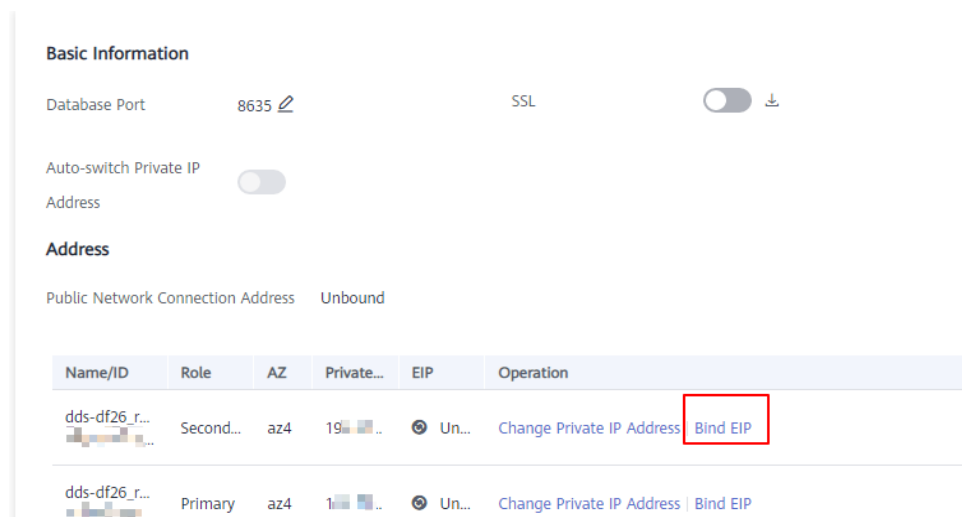 Basic Information
Database Port 8635 SSL
Auto-switch Private IP
Address
Address
Public Network Connection Address Unbound
Name/ID Role AZ Private... EIP Operation
dds-df26_r... Second... az4 19 Un... Change Private IP Address | Bind EIP
dds-df26_r... Primary az4 1 Un... Change Private IP Address | Bind EIP